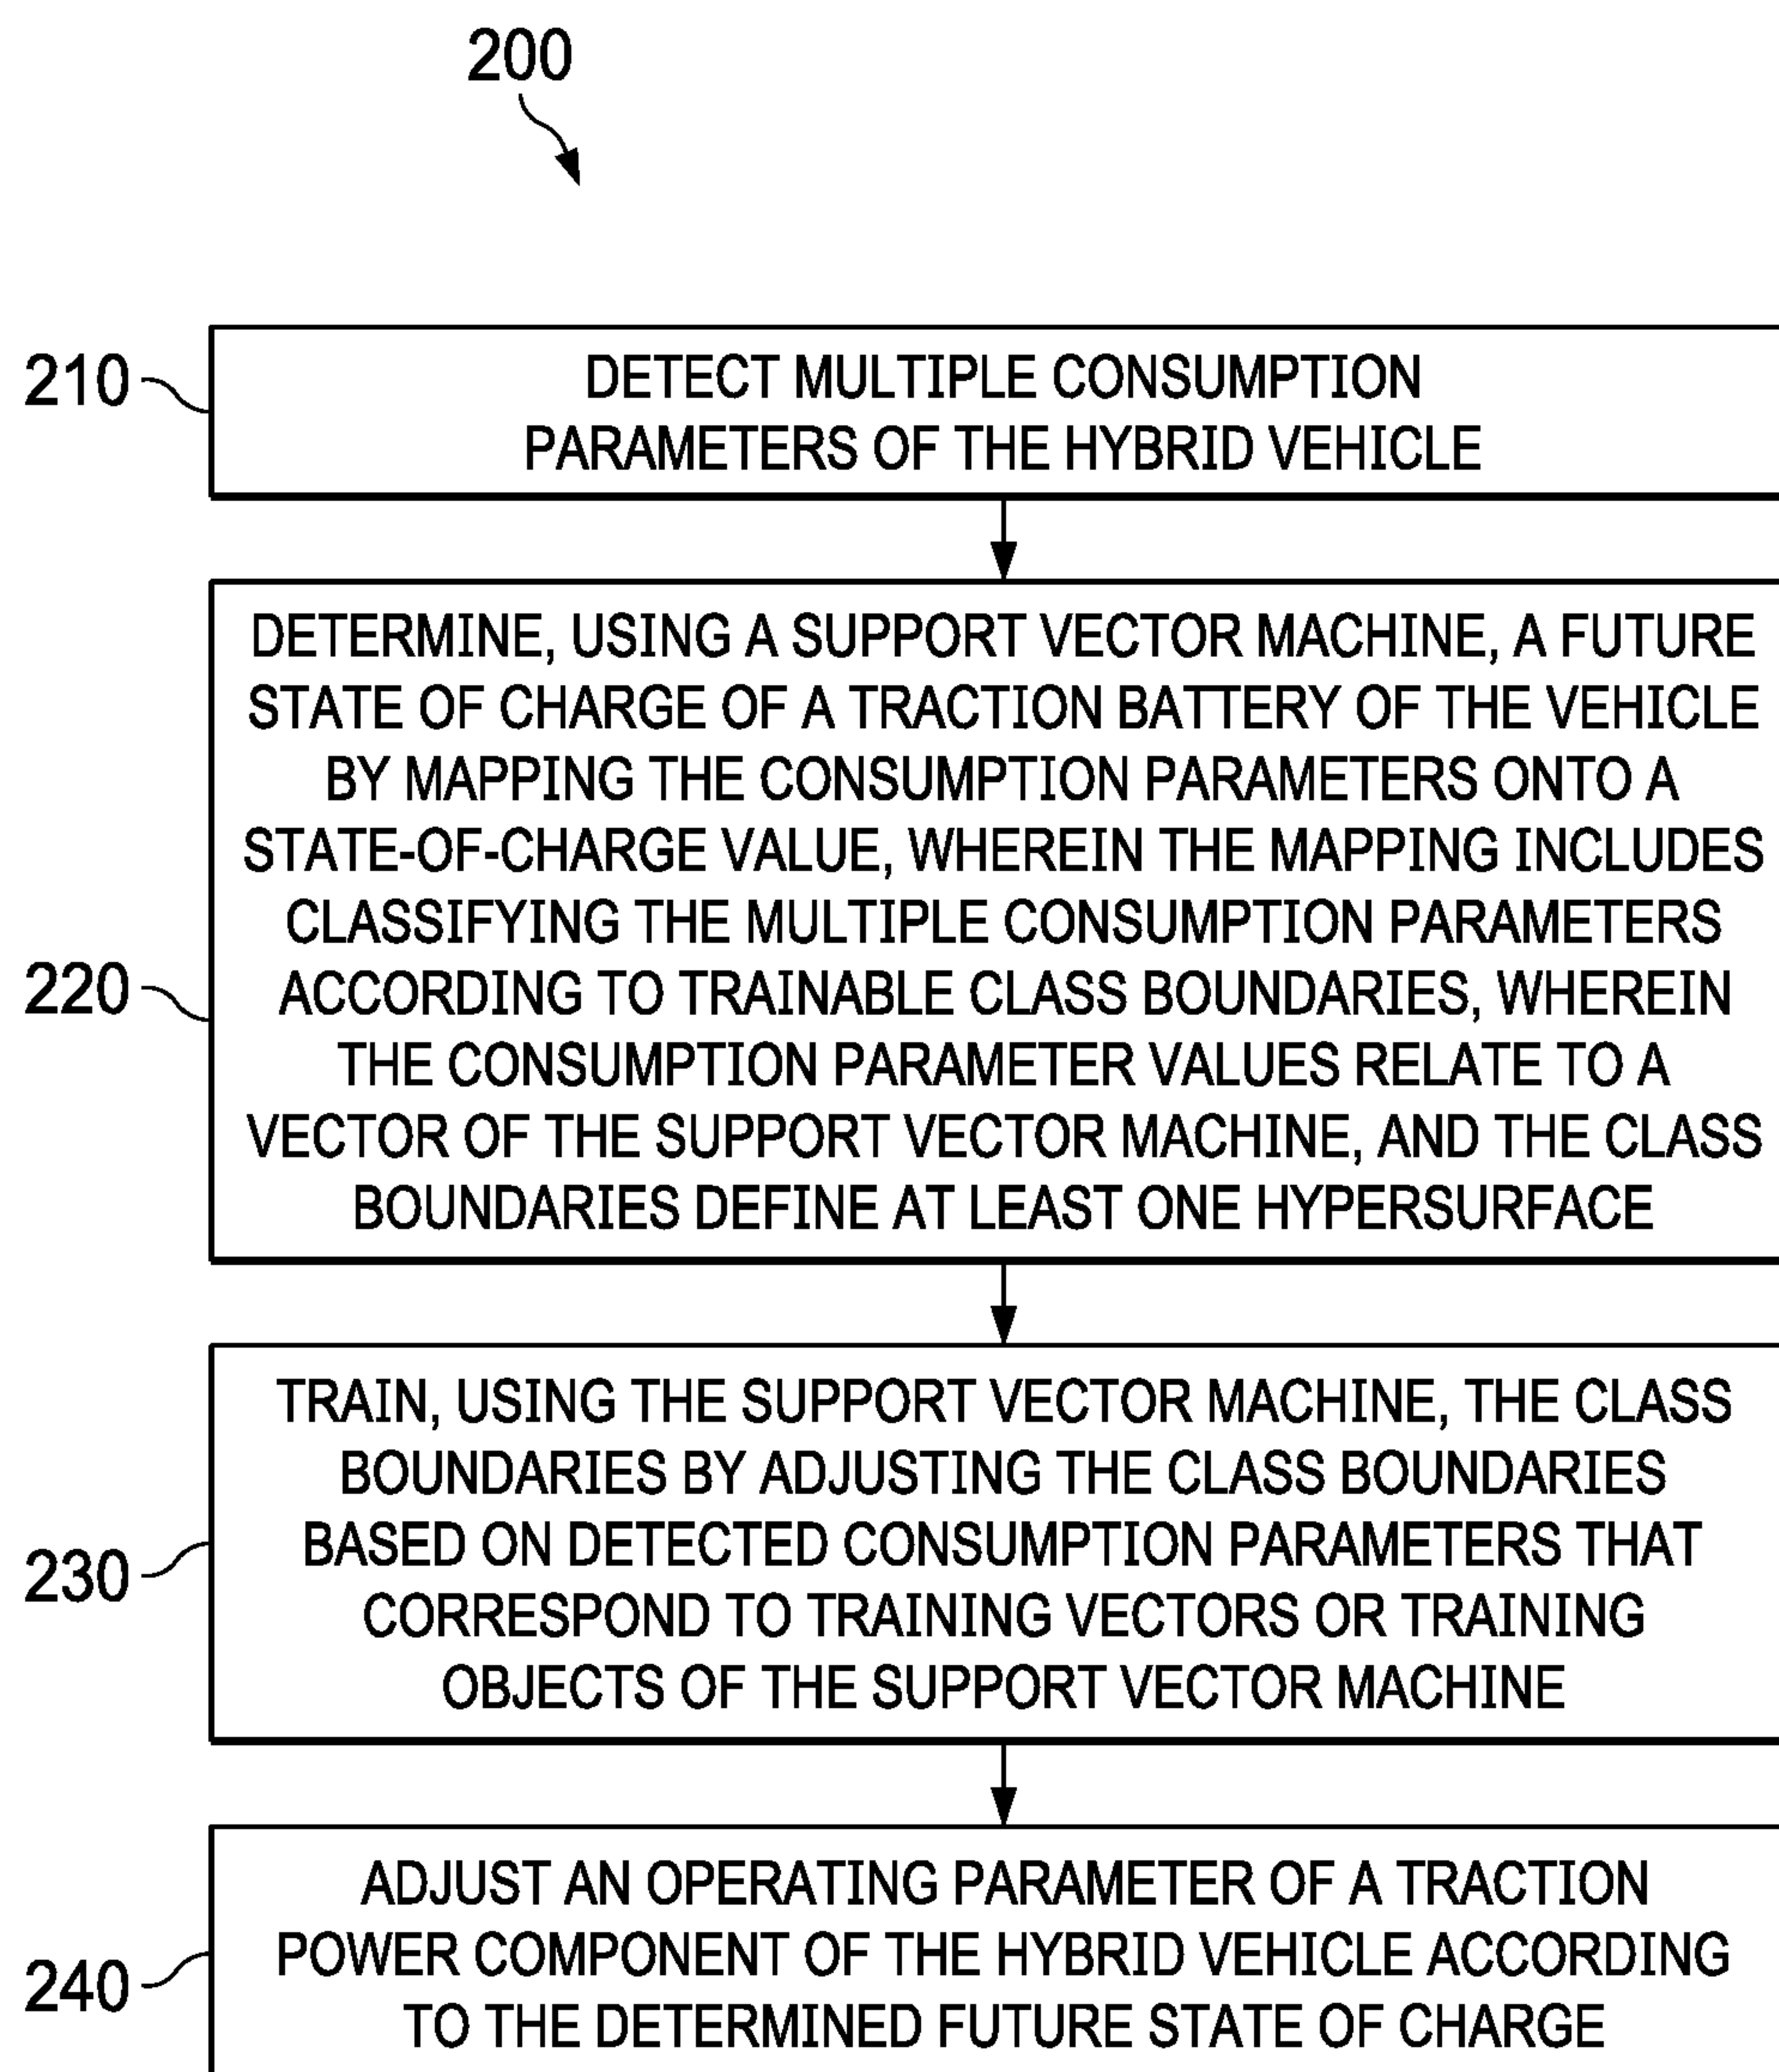 200
210
DETECT MULTIPLE CONSUMPTION
PARAMETERS OF THE HYBRID VEHICLE
220
DETERMINE, USING A SUPPORT VECTOR MACHINE, A FUTURE
STATE OF CHARGE OF A TRACTION BATTERY OF THE VEHICLE
BY MAPPING THE CONSUMPTION PARAMETERS ONTO A
STATE-OF-CHARGE VALUE, WHEREIN THE MAPPING INCLUDES
CLASSIFYING THE MULTIPLE CONSUMPTION PARAMETERS
ACCORDING TO TRAINABLE CLASS BOUNDARIES, WHEREIN
THE CONSUMPTION PARAMETER VALUES RELATE TO A
VECTOR OF THE SUPPORT VECTOR MACHINE, AND THE CLASS
BOUNDARIES DEFINE AT LEAST ONE HYPERSURFACE
230
TRAIN, USING THE SUPPORT VECTOR MACHINE, THE CLASS
BOUNDARIES BY ADJUSTING THE CLASS BOUNDARIES
BASED ON DETECTED CONSUMPTION PARAMETERS THAT
CORRESPOND TO TRAINING VECTORS OR TRAINING
OBJECTS OF THE SUPPORT VECTOR MACHINE
240
ADJUST AN OPERATING PARAMETER OF A TRACTION
POWER COMPONENT OF THE HYBRID VEHICLE ACCORDING
TO THE DETERMINED FUTURE STATE OF CHARGE